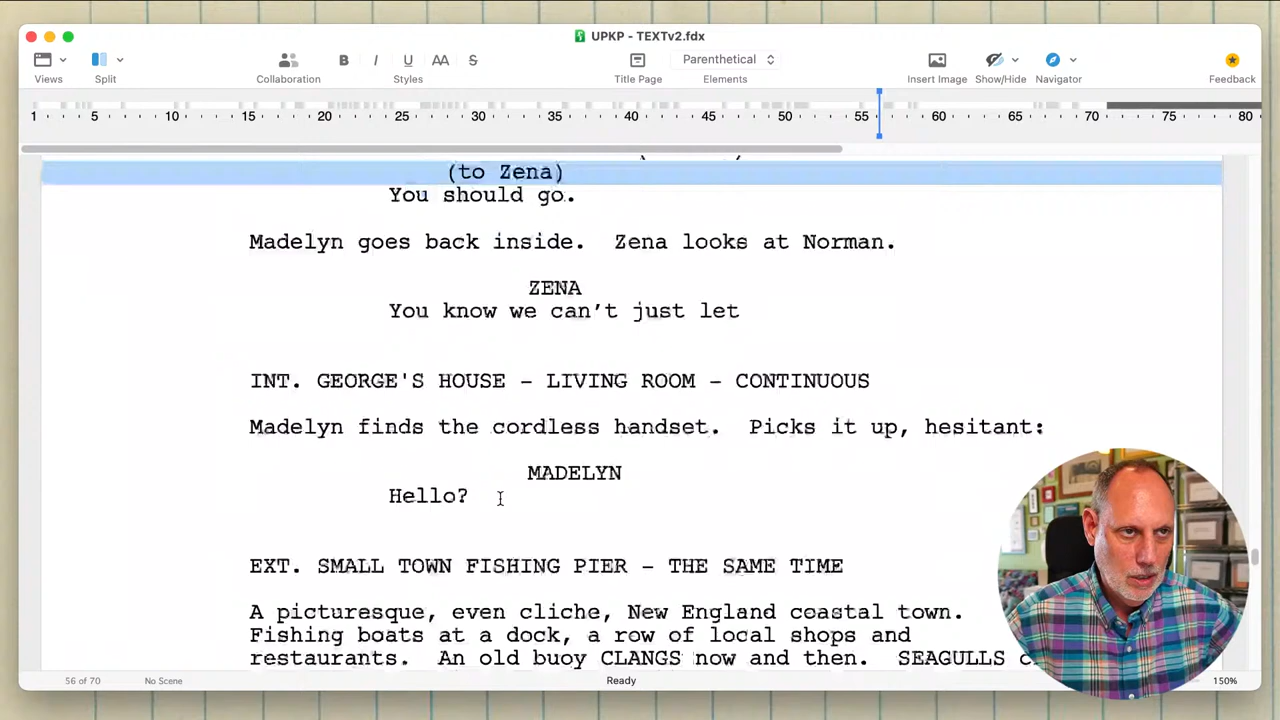 UPKP - TEXTv2.fdx
Views
Split
Collaboration
B I U AA S
Styles
Title Page
Parenthetical
Elements
Insert Image
Show/Hide
Navigator
Feedback
1 5 10 15 20 25 30 35 40 45 50 55 60 65 70 75 80
(to Zena)
You should go.
Madelyn goes back inside.  Zena looks at Norman.
ZENA
You know we can't just let
INT. GEORGE'S HOUSE - LIVING ROOM - CONTINUOUS
Madelyn finds the cordless handset.  Picks it up, hesitant:
MADELYN
Hello?
EXT. SMALL TOWN FISHING PIER - THE SAME TIME
A picturesque, even cliche, New England coastal town.
Fishing boats at a dock, a row of local shops and
restaurants.  An old buoy CLANGS now and then.  SEAGULLS
56 of 70
No Scene
Ready
150%